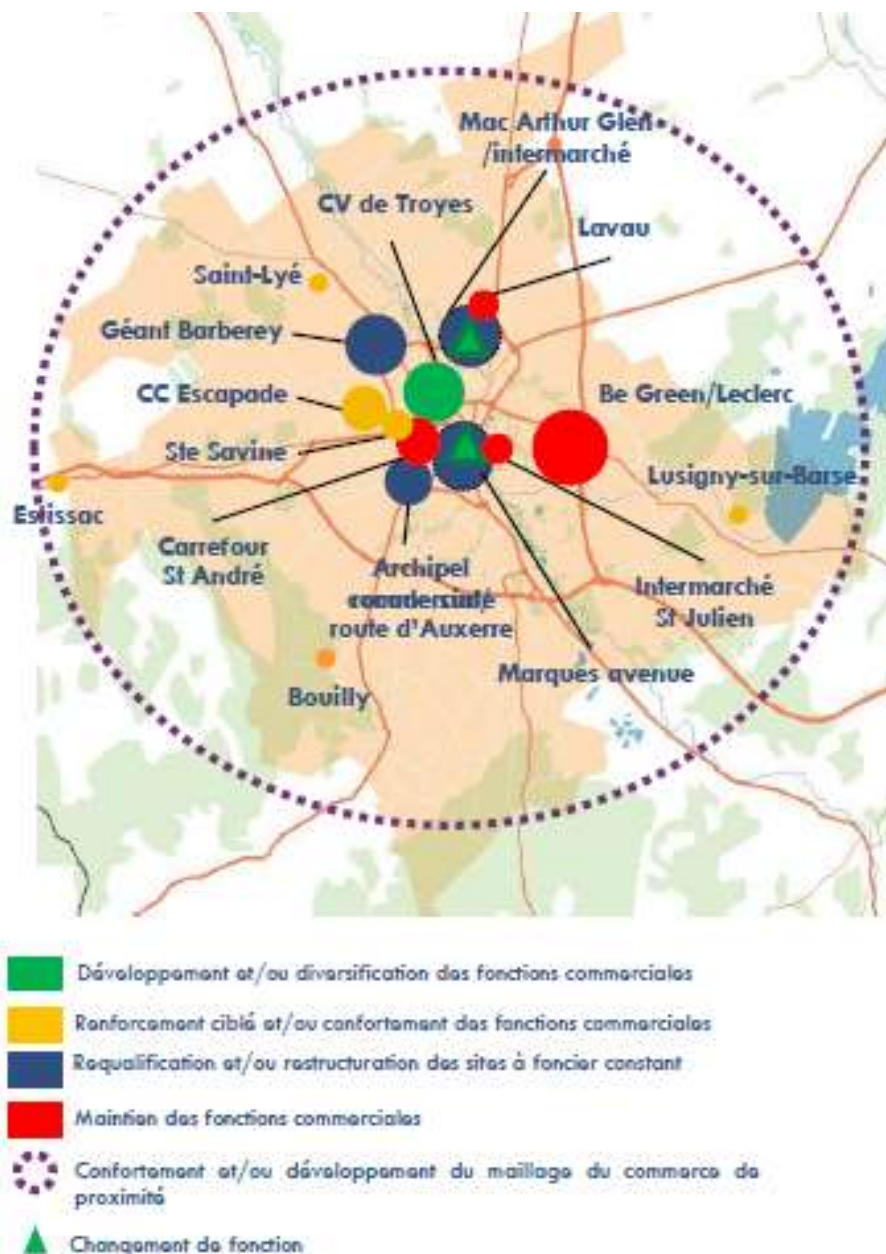 Mac Arthur Glen
/intermarché
CV de Troyes
Lavau
Saint-Lyé
Géant Barberey
CC Escapade
Be Green/Leclerc
Ste Savine
Lusigny-sur-Barse
Estissac
Carrefour
St André
Archipel
route d'Auxerre
Intermarché
St Julien
Marques avenue
Bouilly
Développement et/ou diversification des fonctions commerciales
Renforcement ciblé et/ou confortement des fonctions commerciales
Requalification et/ou restructuration des sites à foncier constant
Maintien des fonctions commerciales
Confortement et/ou développement du maillage du commerce de
proximité
Changement de fonction